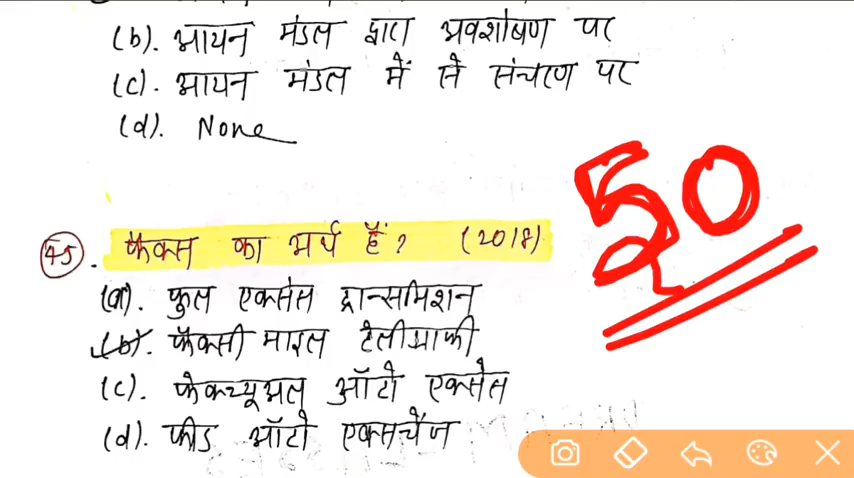 (b). आयन मंडल द्वारा अवशोषण पर
(c). आयन मंडल में से संचरण पर
(d). None
50
45. फैक्स का अर्थ हैं? (2018)
(a). फुल एक्सेस ट्रान्समिशन
(b). फॅक्सी माइल टेलीग्राफी
(c). फेक्च्यूअल ऑटो एक्सेस
(d). फीड ऑटो एक्सचेंज